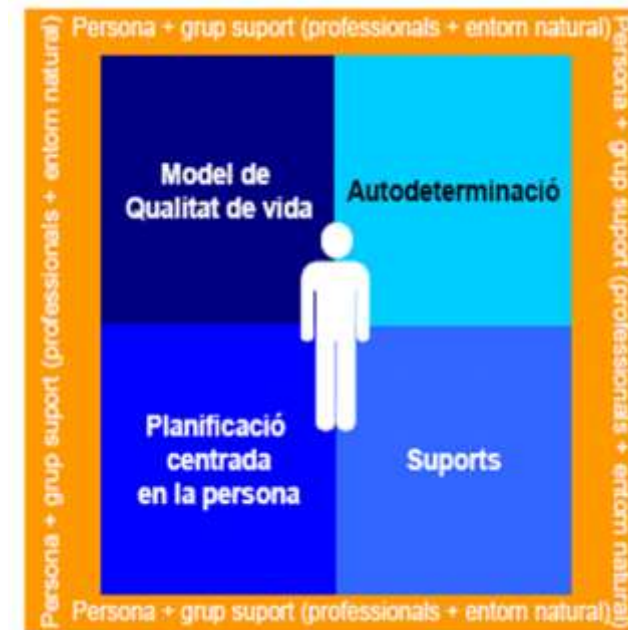 Persona + grup suport (professionals + entorn natural)
Persona + grup suport (professionals + entorn natural)
Model de
Qualitat de vida
Autodeterminació
Planificació
centrada
en la persona
Suports
Persona + grup suport (professionals + entorn natural)
Persona + grup suport (professionals + entorn natural)